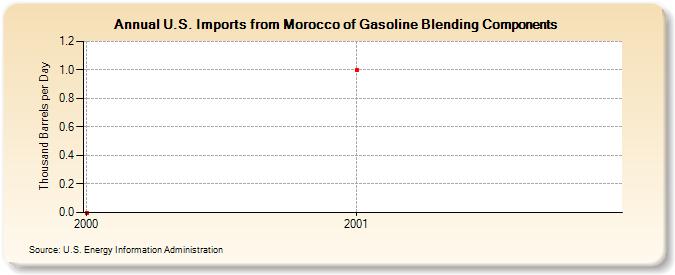 Annual U.S. Imports from Morocco of Gasoline Blending Components
Thousand Barrels per Day
1.2
1.0
0.8
0.6
0.4
0.2
0.0
2000 2001
Source: U.S. Energy Information Administration